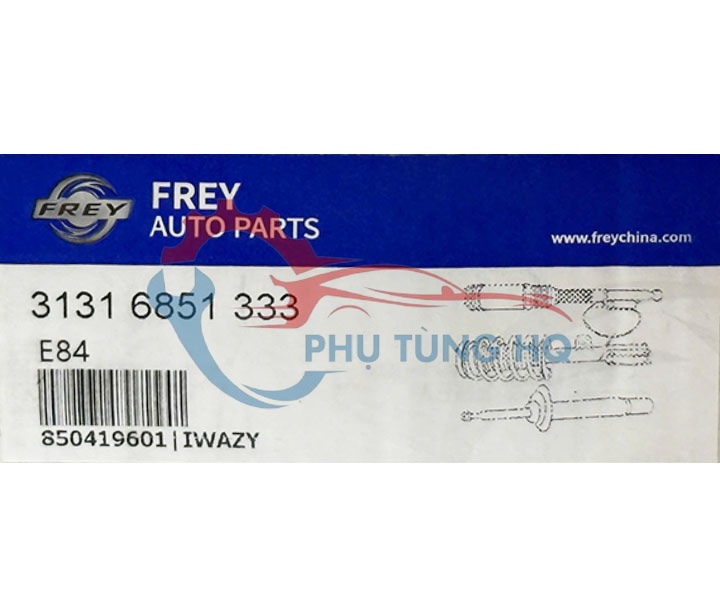 FREY
FREY
AUTO PARTS
www.freychina.com
3131 6851 333
PHỤ TÙNG HQ
E84
850419601|IWAZY